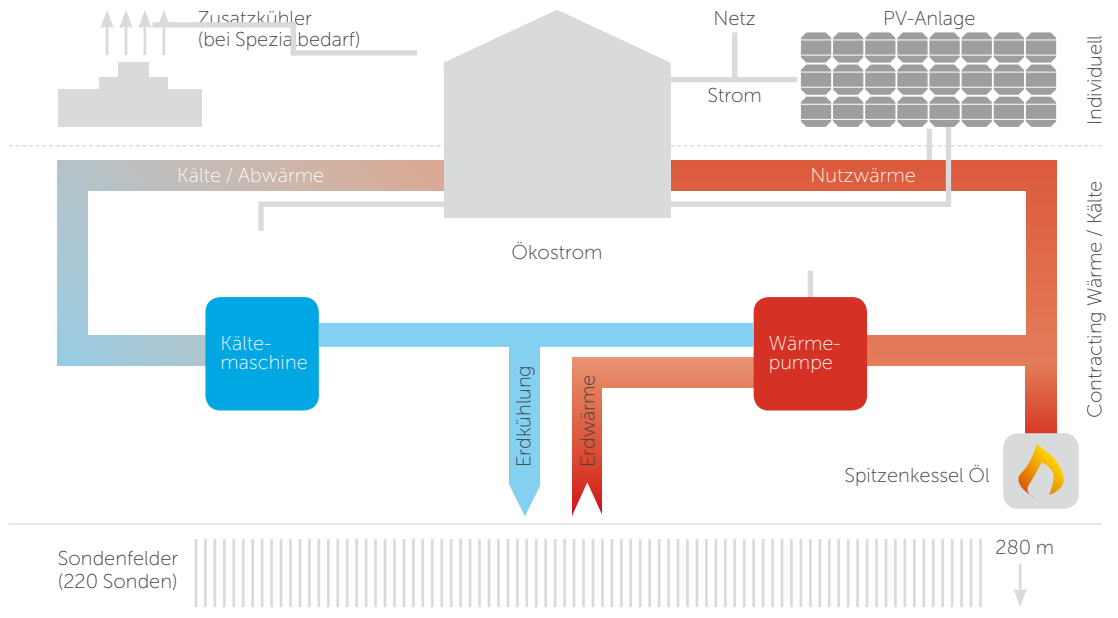 Zusatzkühler
(bei Spezialbedarf)
Netz
PV-Anlage
Strom
Individuell
Kälte / Abwärme
Nutzwärme
Ökostrom
Contracting Wärme / Kälte
Kälte-
maschine
Wärme-
pumpe
Erdkühlung
Erdwärme
Spitzenkessel Öl
Sondenfelder
(220 Sonden)
280 m